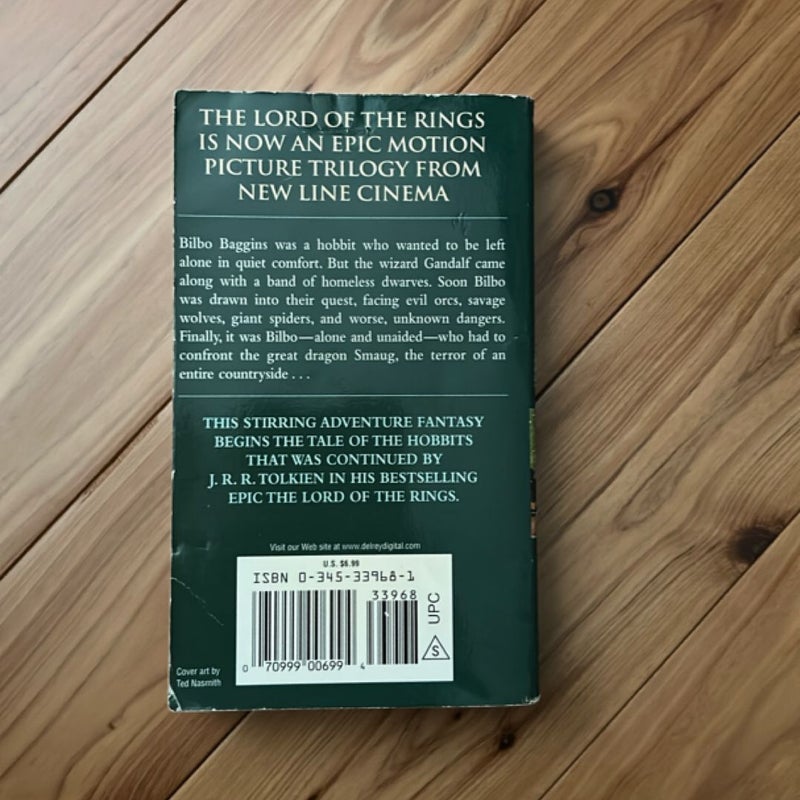 THE LORD OF THE RINGS
IS NOW AN EPIC MOTION
PICTURE TRILOGY FROM
NEW LINE CINEMA
Bilbo Baggins was a hobbit who wanted to be left
alone in quiet comfort. But the wizard Gandalf came
along with a band of homeless dwarves. Soon Bilbo
was drawn into their quest, facing evil orcs, savage
wolves, giant spiders, and worse, unknown dangers.
Finally, it was Bilbo—alone and unaided—who had to
confront the great dragon Smaug, the terror of an
entire countryside . . .
THIS STIRRING ADVENTURE FANTASY
BEGINS THE TALE OF THE HOBBITS
THAT WAS CONTINUED BY
J. R. R. TOLKIEN IN HIS BESTSELLING
EPIC THE LORD OF THE RINGS.
Visit our Web site at www.delreydigital.com
U.S. $6.99
ISBN 0-345-33968-1
33968
UPC
S
0 70999 00699 4
Cover art by
Ted Nasmith